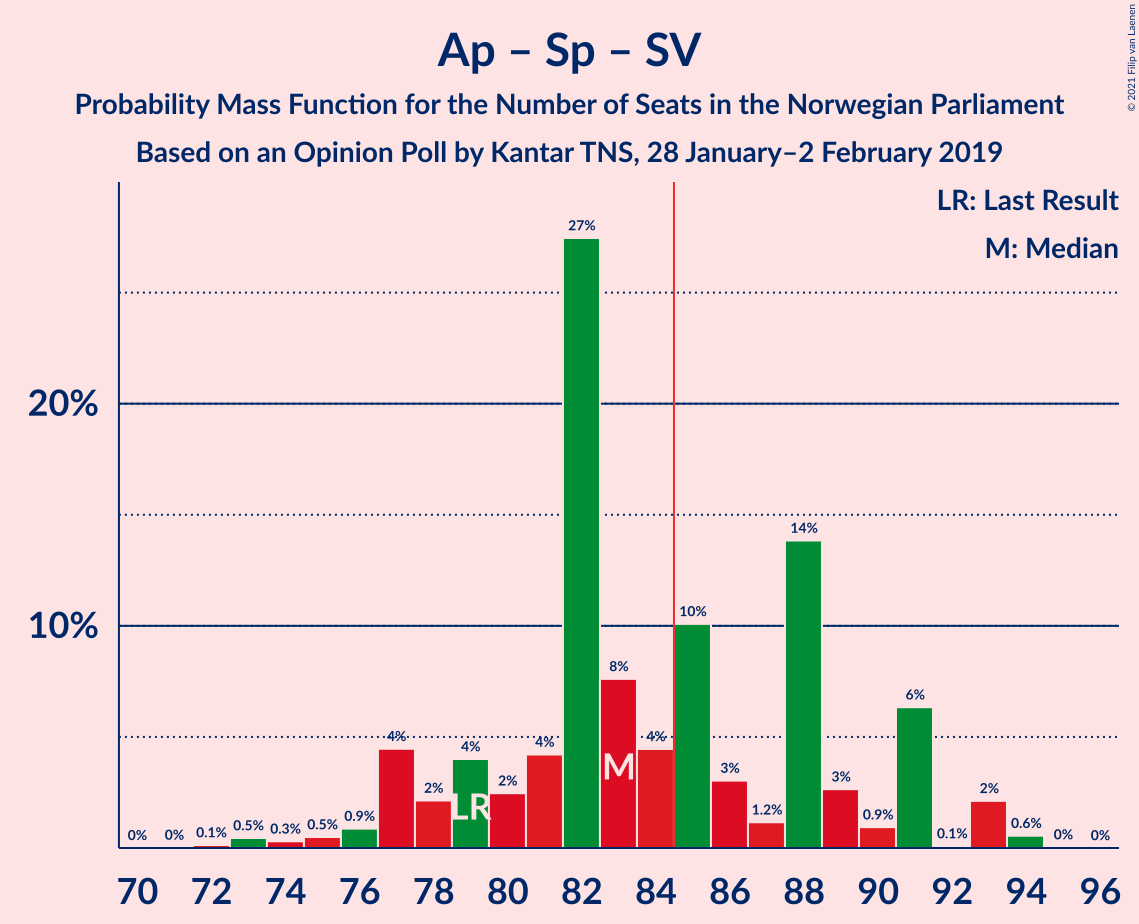 Ap – Sp – SV
Probability Mass Function for the Number of Seats in the Norwegian Parliament
Based on an Opinion Poll by Kantar TNS, 28 January–2 February 2019
© 2021 Filip van Laenen
LR: Last Result
M: Median
20%
10%
0% 0% 0.1% 0.5% 0.3% 0.5% 0.9% 4% 2% 4% 2% 4% 27% 8% 4% 10% 3% 1.2% 14% 3% 0.9% 6% 0.1% 2% 0.6% 0% 0%
LR M
70 72 74 76 78 80 82 84 86 88 90 92 94 96